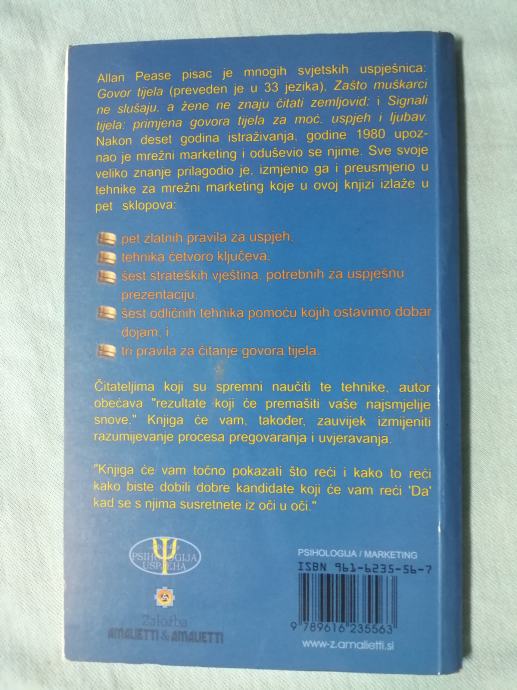 Allan Pease pisac je mnogih svjetskih uspješnica:
Govor tijela (preveden je u 33 jezika), Zašto muškarci
ne slušaju, a žene ne znaju čitati zemljovid; i Signali
tijela: primjena govora tijela za moć, uspjeh i ljubav.
Nakon deset godina istraživanja, godine 1980 upoz-
nao je mrežni marketing i oduševio se njime. Sve svoje
veliko znanje prilagodio je, izmjenio ga i preusmjerio u
tehnike za mrežni marketing koje u ovoj knjizi izlaže u
pet sklopova:
pet zlatnih pravila za uspjeh,
tehnika četvoro ključeva,
šest strateških vještina, potrebnih za uspješnu
prezentaciju,
šest odličnih tehnika pomoću kojih ostavimo dobar
dojam, i
tri pravila za čitanje govora tijela.
Čitateljima koji su spremni naučiti te tehnike, autor
obećava "rezultate koji će premašiti vaše najsmjelije
snove." Knjiga će vam, također, zauvijek izmijeniti
razumijevanje procesa pregovaranja i uvjeravanja.
"Knjiga će vam točno pokazati što reći i kako to reći
kako biste dobili dobre kandidate koji će vam reći 'Da'
kad se s njima susretnete iz oči u oči."
PSIHOLOGIJA
USPJEHA
Založba
AMALIETTI & AMALIETTI
PSIHOLOGIJA / MARKETING
ISBN 961-6235-56-7
9 789616 235563
www-z.amalietti.si